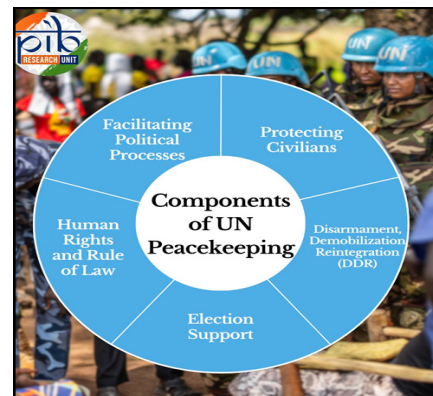 pib
RESEARCH UNIT
UN
UN
UN
Facilitating
Political
Processes
Protecting
Civilians
Human
Rights
and Rule
of Law
Components
of UN
Peacekeeping
Disarmament,
Demobilization
Reintegration
(DDR)
Election
Support